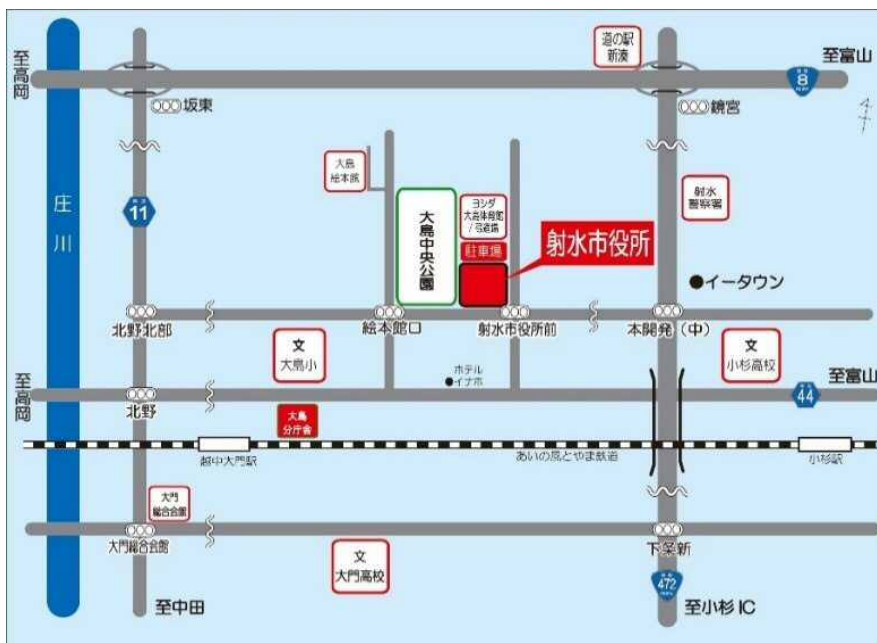 道の駅
新湊
至高岡
至富山
8
坂東
鏡宮
大島
絵本館
射水
警察署
11
庄川
大島中央公園
ヨシダ
大島体育館
/弓道場
駐車場
射水市役所
イータウン
北野北部
絵本館口
射水市役所前
本開発(中)
文
大島小
文
小杉高校
ホテル
イナホ
至高岡
至富山
北野
44
大島
分庁舎
越中大門駅
あいの風とやま鉄道
小杉駅
大門
総合会館
大門総合会館
文
大門高校
下条新
472
至中田
至小杉IC